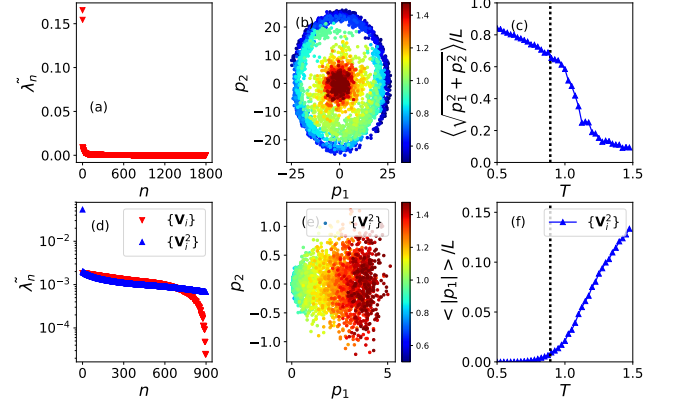 0.15
0.10
0.05
0.00
λ̃n
(a)
0 600 1200 1800
n
20
10
0
−10
−20
p2
(b)
−25 0 25
p1
1.4
1.2
1.0
0.8
0.6
1.0
0.8
0.6
0.4
0.2
0.0
⟨√p1²+p2²⟩/L
(c)
0.5 1.0 1.5
T
10−2
10−3
10−4
λ̃n
(d)
{Vi}
{Vi²}
0 300 600 900
n
1.0
0.5
0.0
−0.5
−1.0
p2
(e)
{Vi²}
0 5
p1
1.4
1.2
1.0
0.8
0.6
0.15
0.10
0.05
0.00
< |p1| > /L
(f)
{Vi²}
0.5 1.0 1.5
T